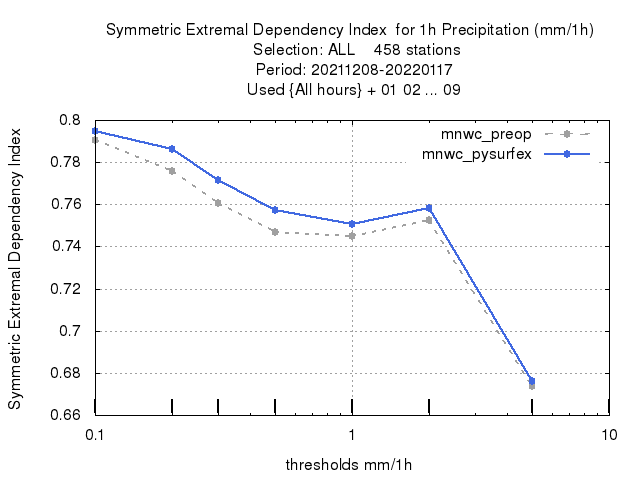 Symmetric Extremal Dependency Index  for 1h Precipitation (mm/1h)
Selection: ALL    458 stations
Period: 20211208-20220117
Used {All hours} + 01 02 ... 09
Symmetric Extremal Dependency Index
0.8
0.78
0.76
0.74
0.72
0.7
0.68
0.66
mnwc_preop
mnwc_pysurfex
0.1
1
10
thresholds mm/1h